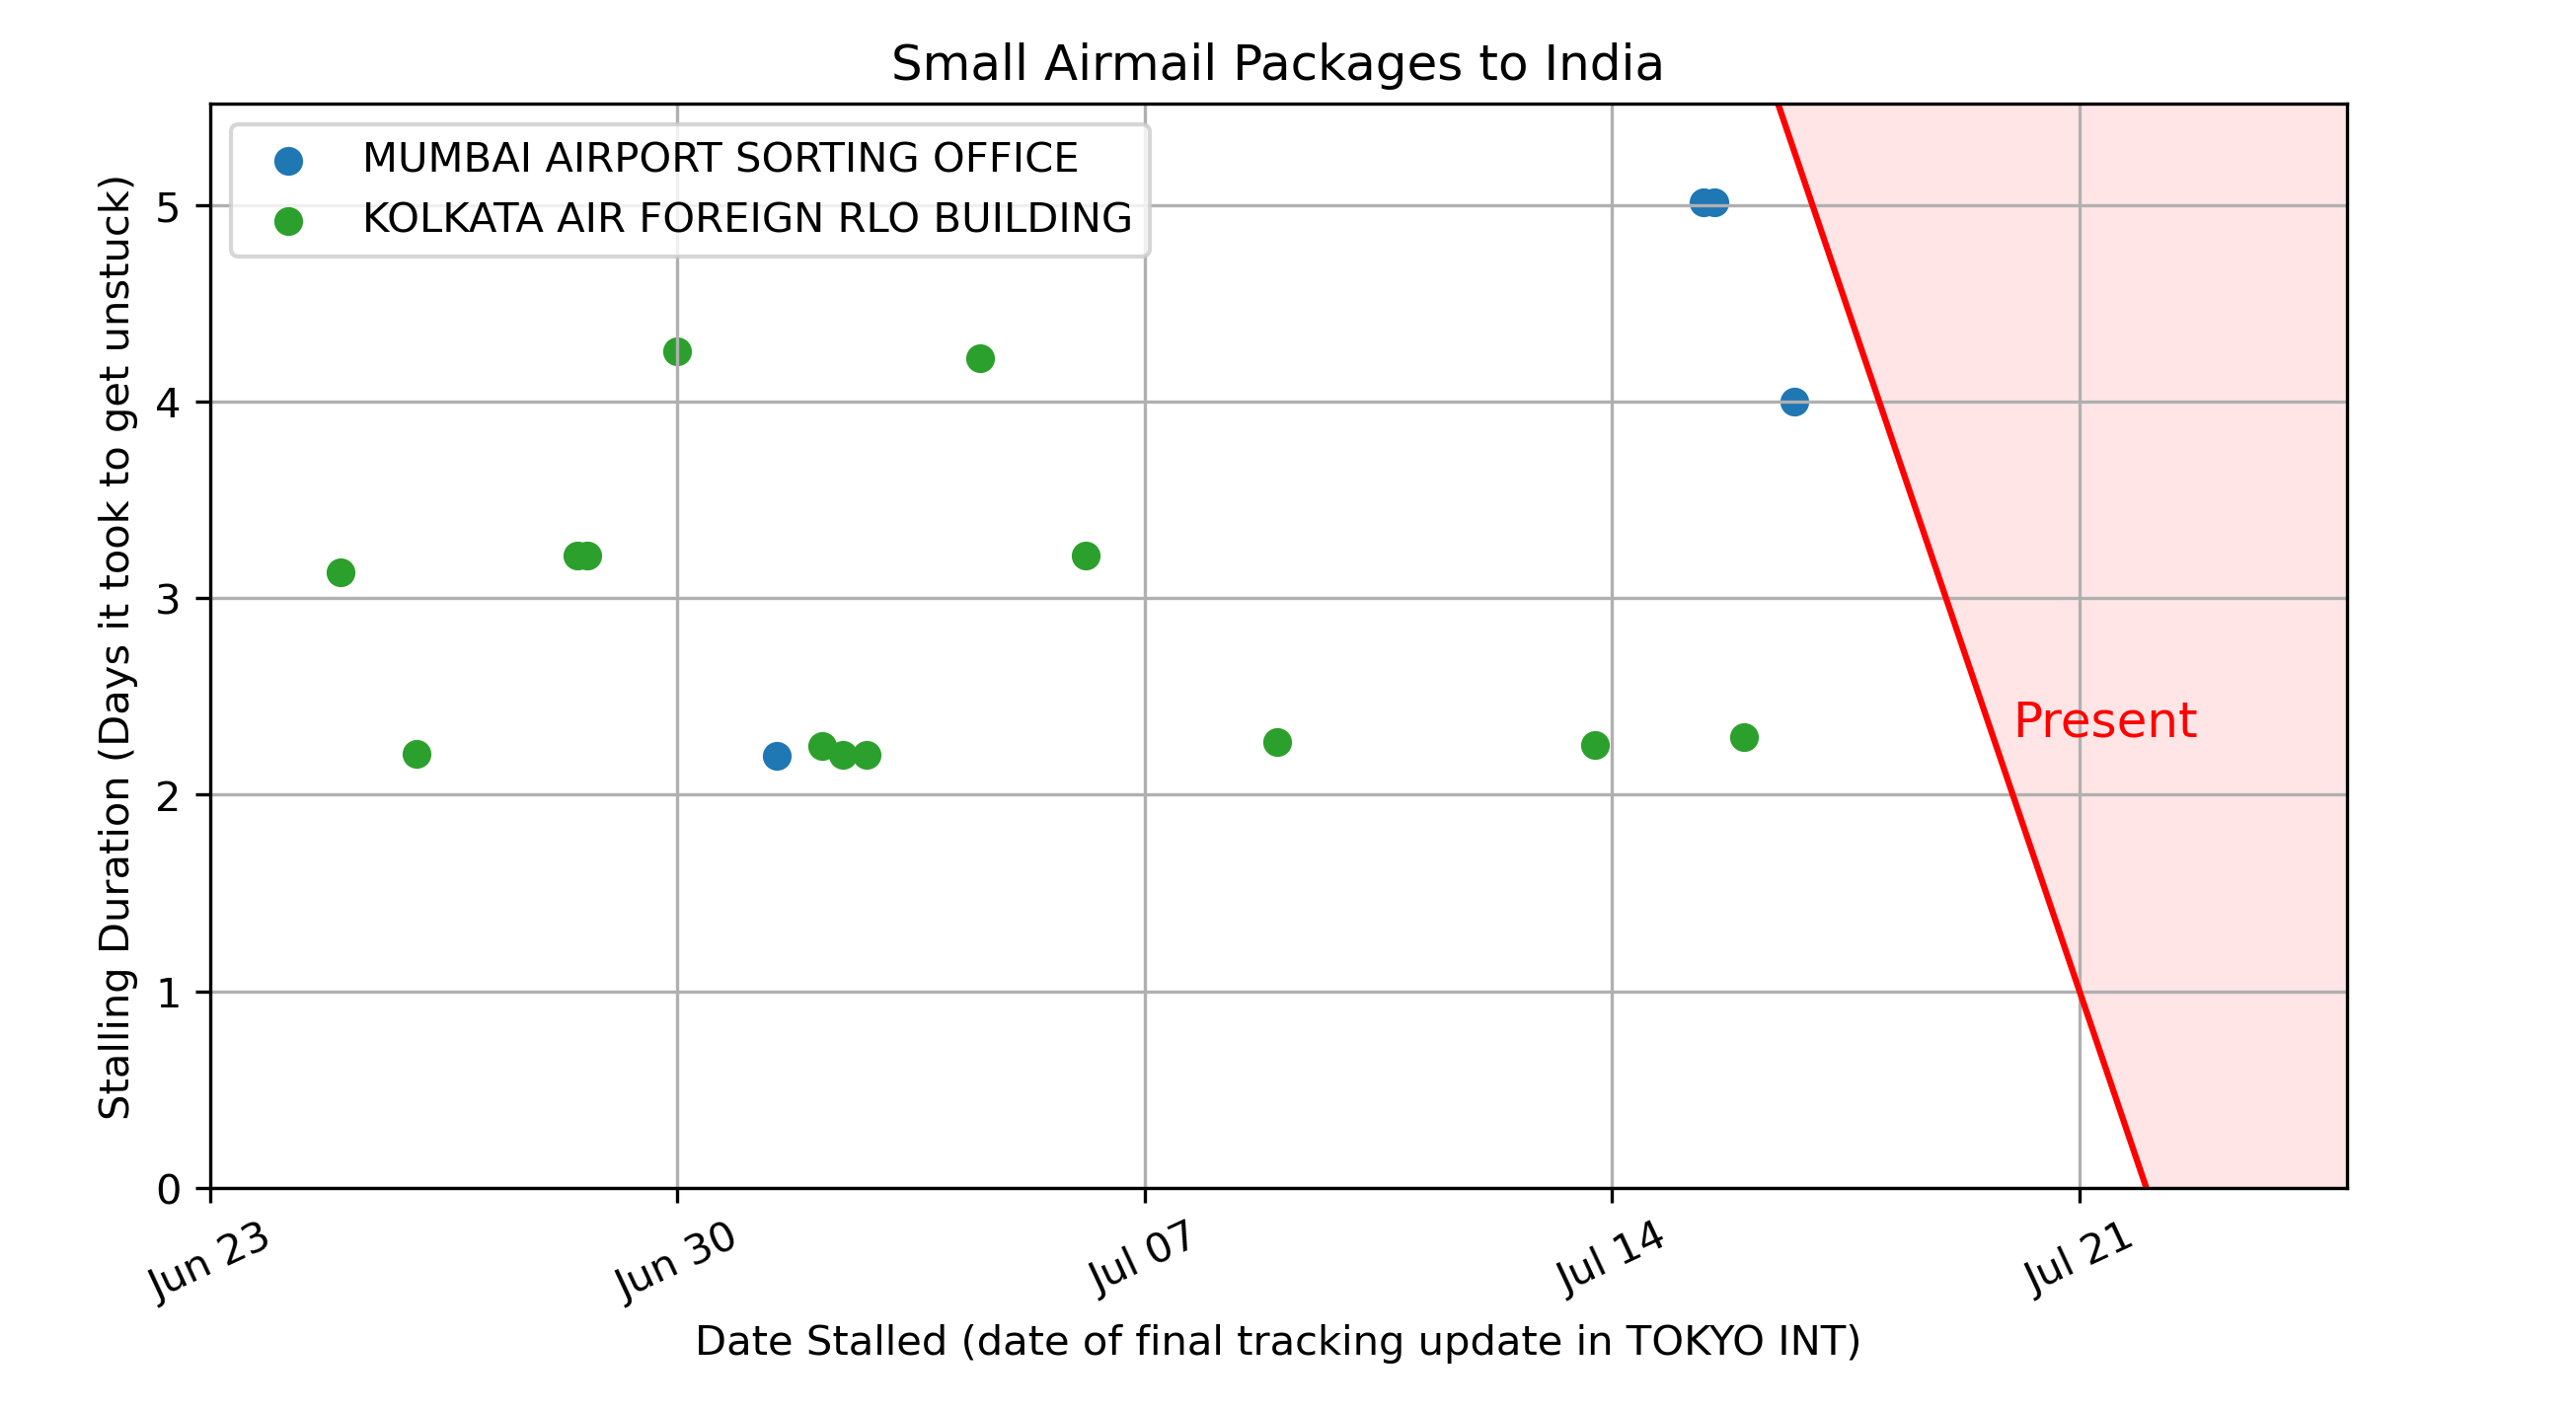 Small Airmail Packages to India
MUMBAI AIRPORT SORTING OFFICE
KOLKATA AIR FOREIGN RLO BUILDING
Stalling Duration (Days it took to get unstuck)
5
4
3
2
1
0
Present
Jun 23
Jun 30
Jul 07
Jul 14
Jul 21
Date Stalled (date of final tracking update in TOKYO INT)